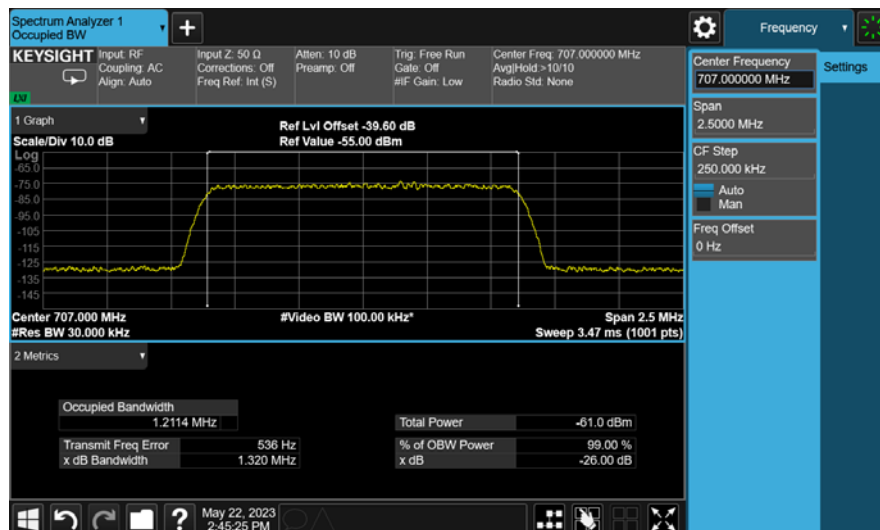 Spectrum Analyzer 1
Occupied BW
Frequency
KEYSIGHT
LXI
Input: RF
Coupling: AC
Align: Auto
Input Z: 50 Ω
Corrections: Off
Freq Ref: Int (S)
Atten: 10 dB
Preamp: Off
Trig: Free Run
Gate: Off
#IF Gain: Low
Center Freq: 707.000000 MHz
Avg|Hold:>10/10
Radio Std: None
Center Frequency
707.000000 MHz
Settings
Span
2.5000 MHz
CF Step
250.000 kHz
Auto
Man
Freq Offset
0 Hz
1 Graph
Scale/Div 10.0 dB
Ref Lvl Offset -39.60 dB
Ref Value -55.00 dBm
Log
-65.0
-75.0
-85.0
-95.0
-105
-115
-125
-135
-145
Center 707.000 MHz
#Video BW 100.00 kHz*
Span 2.5 MHz
#Res BW 30.000 kHz
Sweep 3.47 ms (1001 pts)
2 Metrics
Occupied Bandwidth
1.2114 MHz
Total Power -61.0 dBm
Transmit Freq Error 536 Hz
% of OBW Power 99.00 %
x dB Bandwidth 1.320 MHz
x dB -26.00 dB
?
May 22, 2023
2:45:25 PM